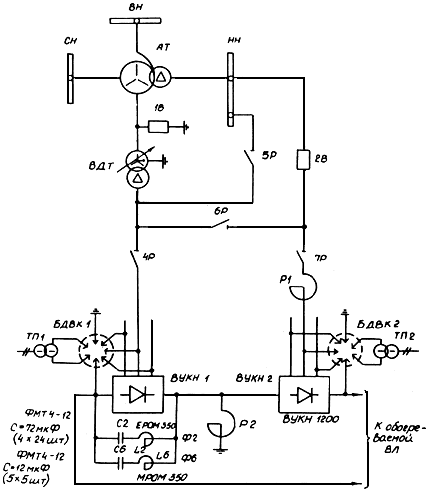 ВН
СН
АТ
НН
1В
ВДТ
5Р
2В
6Р
4Р
7Р
Р1
БДВК 1
БДВК 2
ТП1
ТП2
ВУКН 1
ВУКН 2
ФМТ4-12
С=72мкФ
(4×24шт)
ФМТ4-12
С=12мкФ
(5×5шт)
С2
ЕРОМ 350
Ф2
С6
L2
L6
Ф6
МРОМ 350
Р2
ВУКН 1200
К обогре-
ваемой
ВЛ